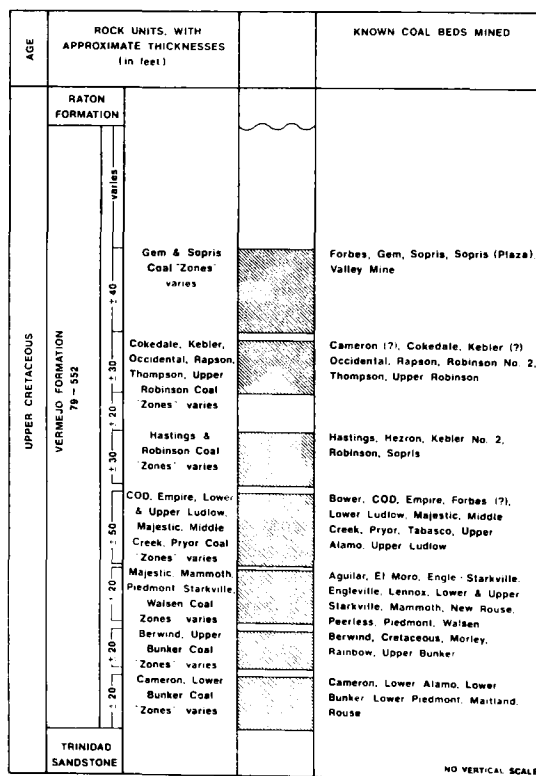 AGE
ROCK UNITS, WITH
APPROXIMATE THICKNESSES
(in feet)
KNOWN COAL BEDS MINED
UPPER CRETACEOUS
RATON
FORMATION
VERMEJO FORMATION
79 – 552
varies
± 40
Gem & Sopris
Coal "Zones"
varies
Forbes, Gem, Sopris, Sopris (Plaza),
Valley Mine
± 30
Cokedale, Kebler,
Occidental, Rapson,
Thompson, Upper
Robinson Coal
"Zones" varies
Cameron (?), Cokedale, Kebler (?)
Occidental, Rapson, Robinson No. 2,
Thompson, Upper Robinson
± 20
± 30
Hastings &
Robinson Coal
"Zones" varies
Hastings, Hezron, Kebler No. 2,
Robinson, Sopris
± 50
COD, Empire, Lower
& Upper Ludlow,
Majestic, Middle
Creek, Pryor Coal
"Zones" varies
Bower, COD, Empire, Forbes (?),
Lower Ludlow, Majestic, Middle
Creek, Pryor, Tabasco, Upper
Alamo, Upper Ludlow
± 20
Majestic, Mammoth,
Piedmont Starkville,
Walsen Coal
Zones varies
Aguilar, El Moro, Engle - Starkville,
Engleville, Lennox, Lower & Upper
Starkville, Mammoth, New Rouse,
Peerless, Piedmont, Walsen
± 20
Berwind, Upper
Bunker Coal
"Zones" varies
Berwind, Cretaceous, Morley,
Rainbow, Upper Bunker
± 20
Cameron, Lower
Bunker Coal
"Zones" varies
Cameron, Lower Alamo, Lower
Bunker Lower Piedmont, Maitland,
Rouse
TRINIDAD
SANDSTONE
NO VERTICAL SCALE